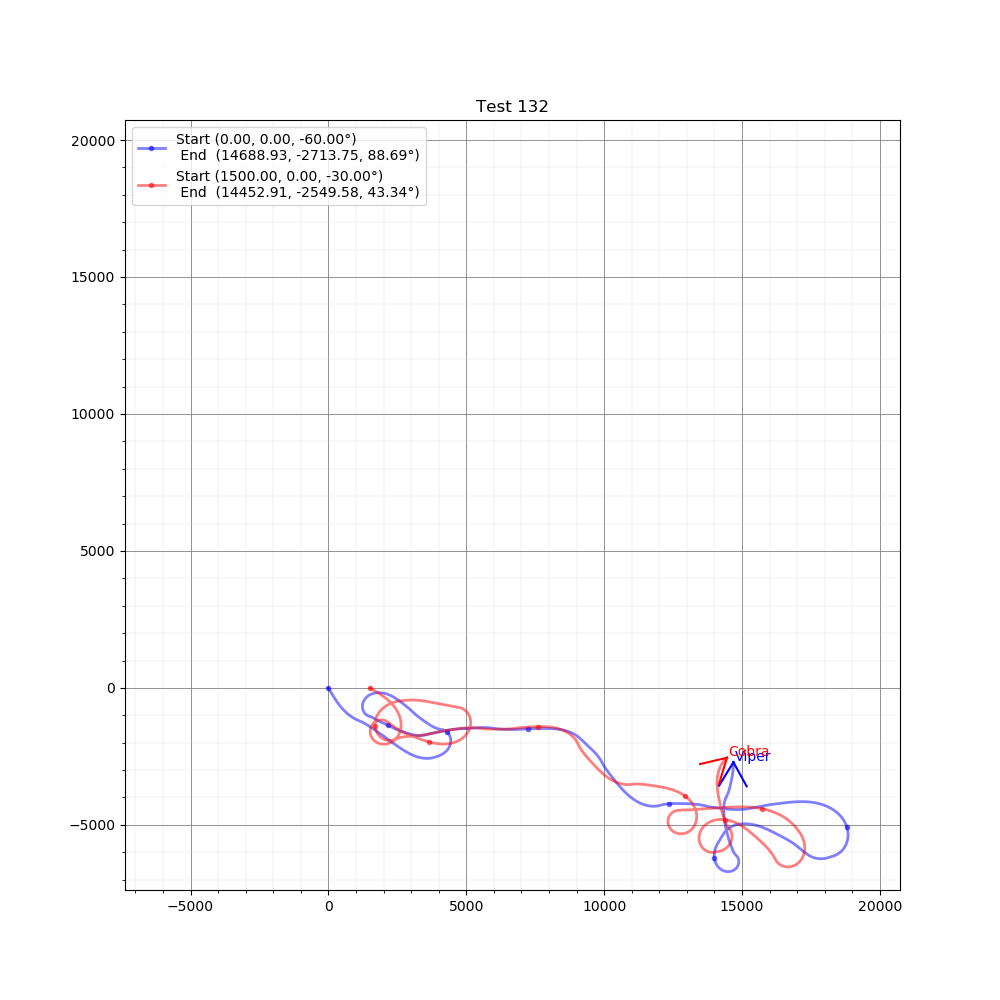 Test 132
Start (0.00, 0.00, -60.00°)
End  (14688.93, -2713.75, 88.69°)
Start (1500.00, 0.00, -30.00°)
End  (14452.91, -2549.58, 43.34°)
20000
15000
10000
5000
0
−5000
Cobra
Viper
−5000 0 5000 10000 15000 20000